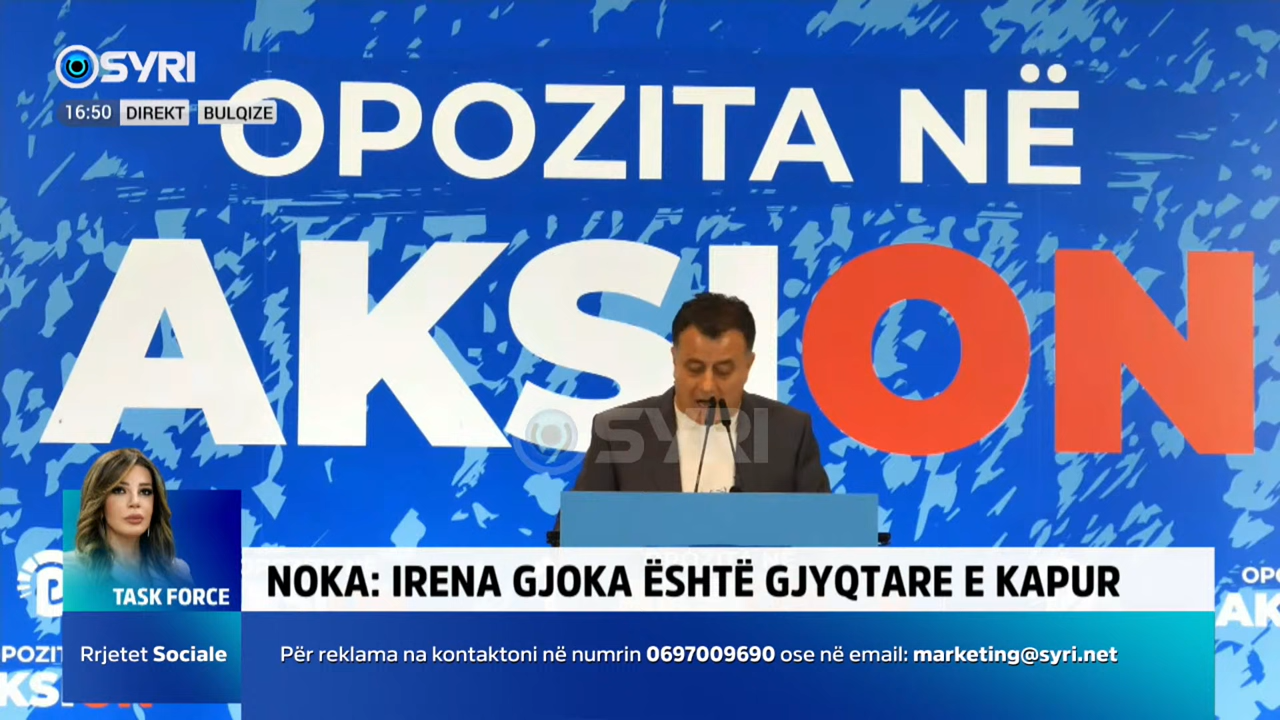 SYRI
16:50 DIREKT BULQIZE
OPOZITA NË
AKSION
SYRI
TASK FORCE
NOKA: IRENA GJOKA ËSHTË GJYQTARE E KAPUR
Rrjetet Sociale
Për reklama na kontaktoni në numrin 0697009690 ose në email: marketing@syri.net